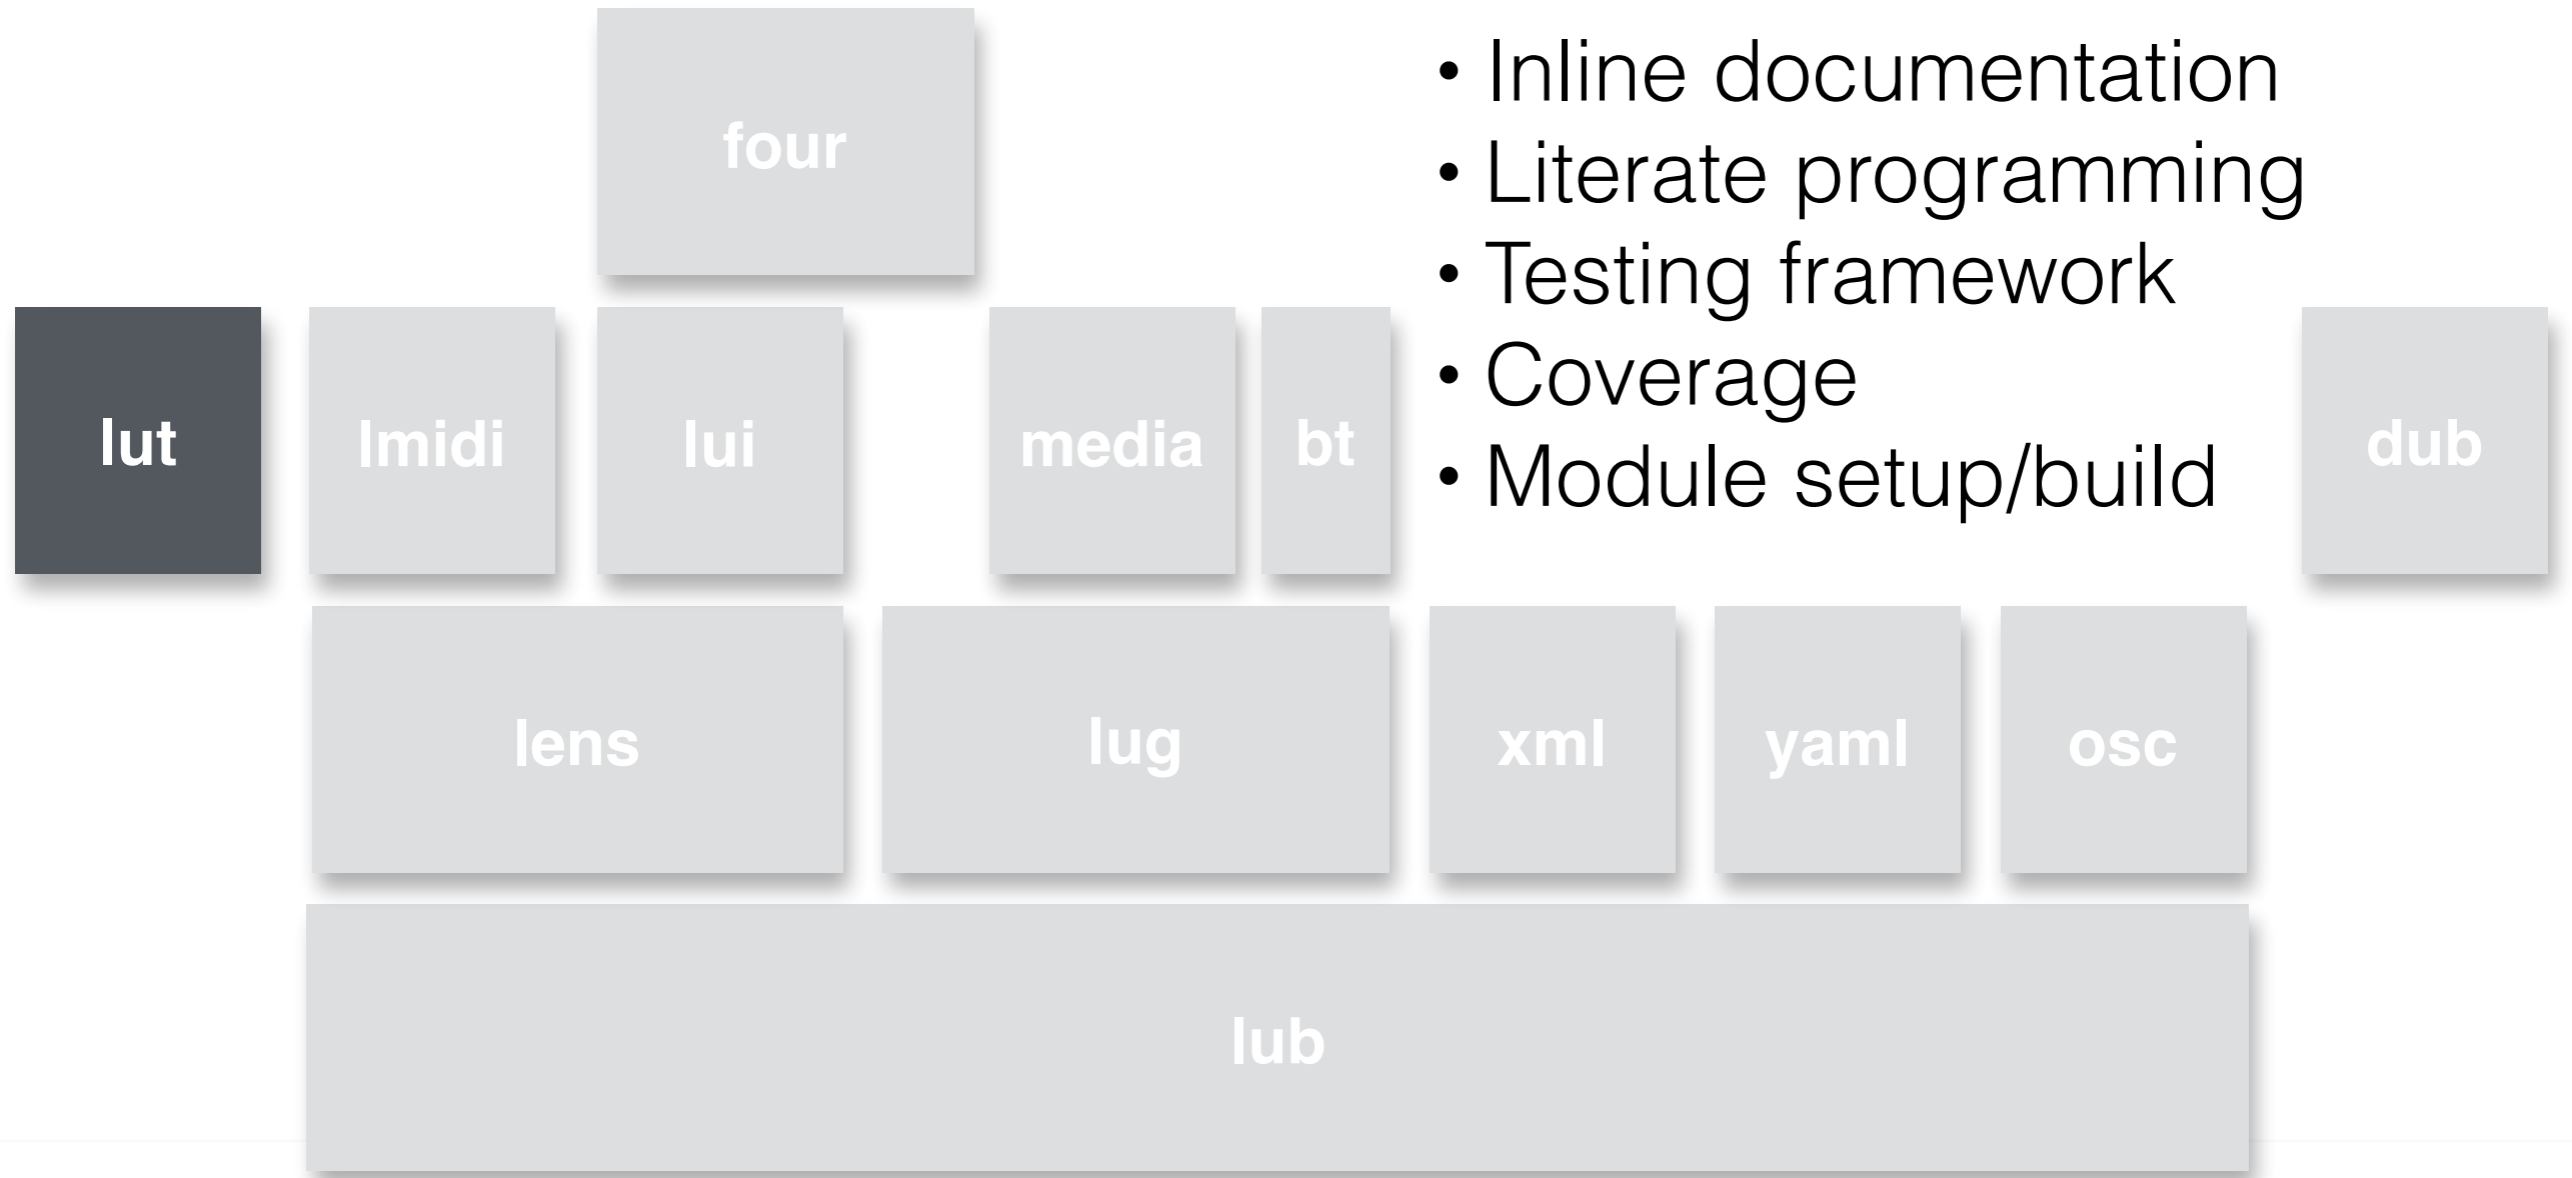 four
• Inline documentation
• Literate programming
• Testing framework
• Coverage
• Module setup/build
lut
lmidi
lui
media
bt
dub
lens
lug
xml
yaml
osc
lub